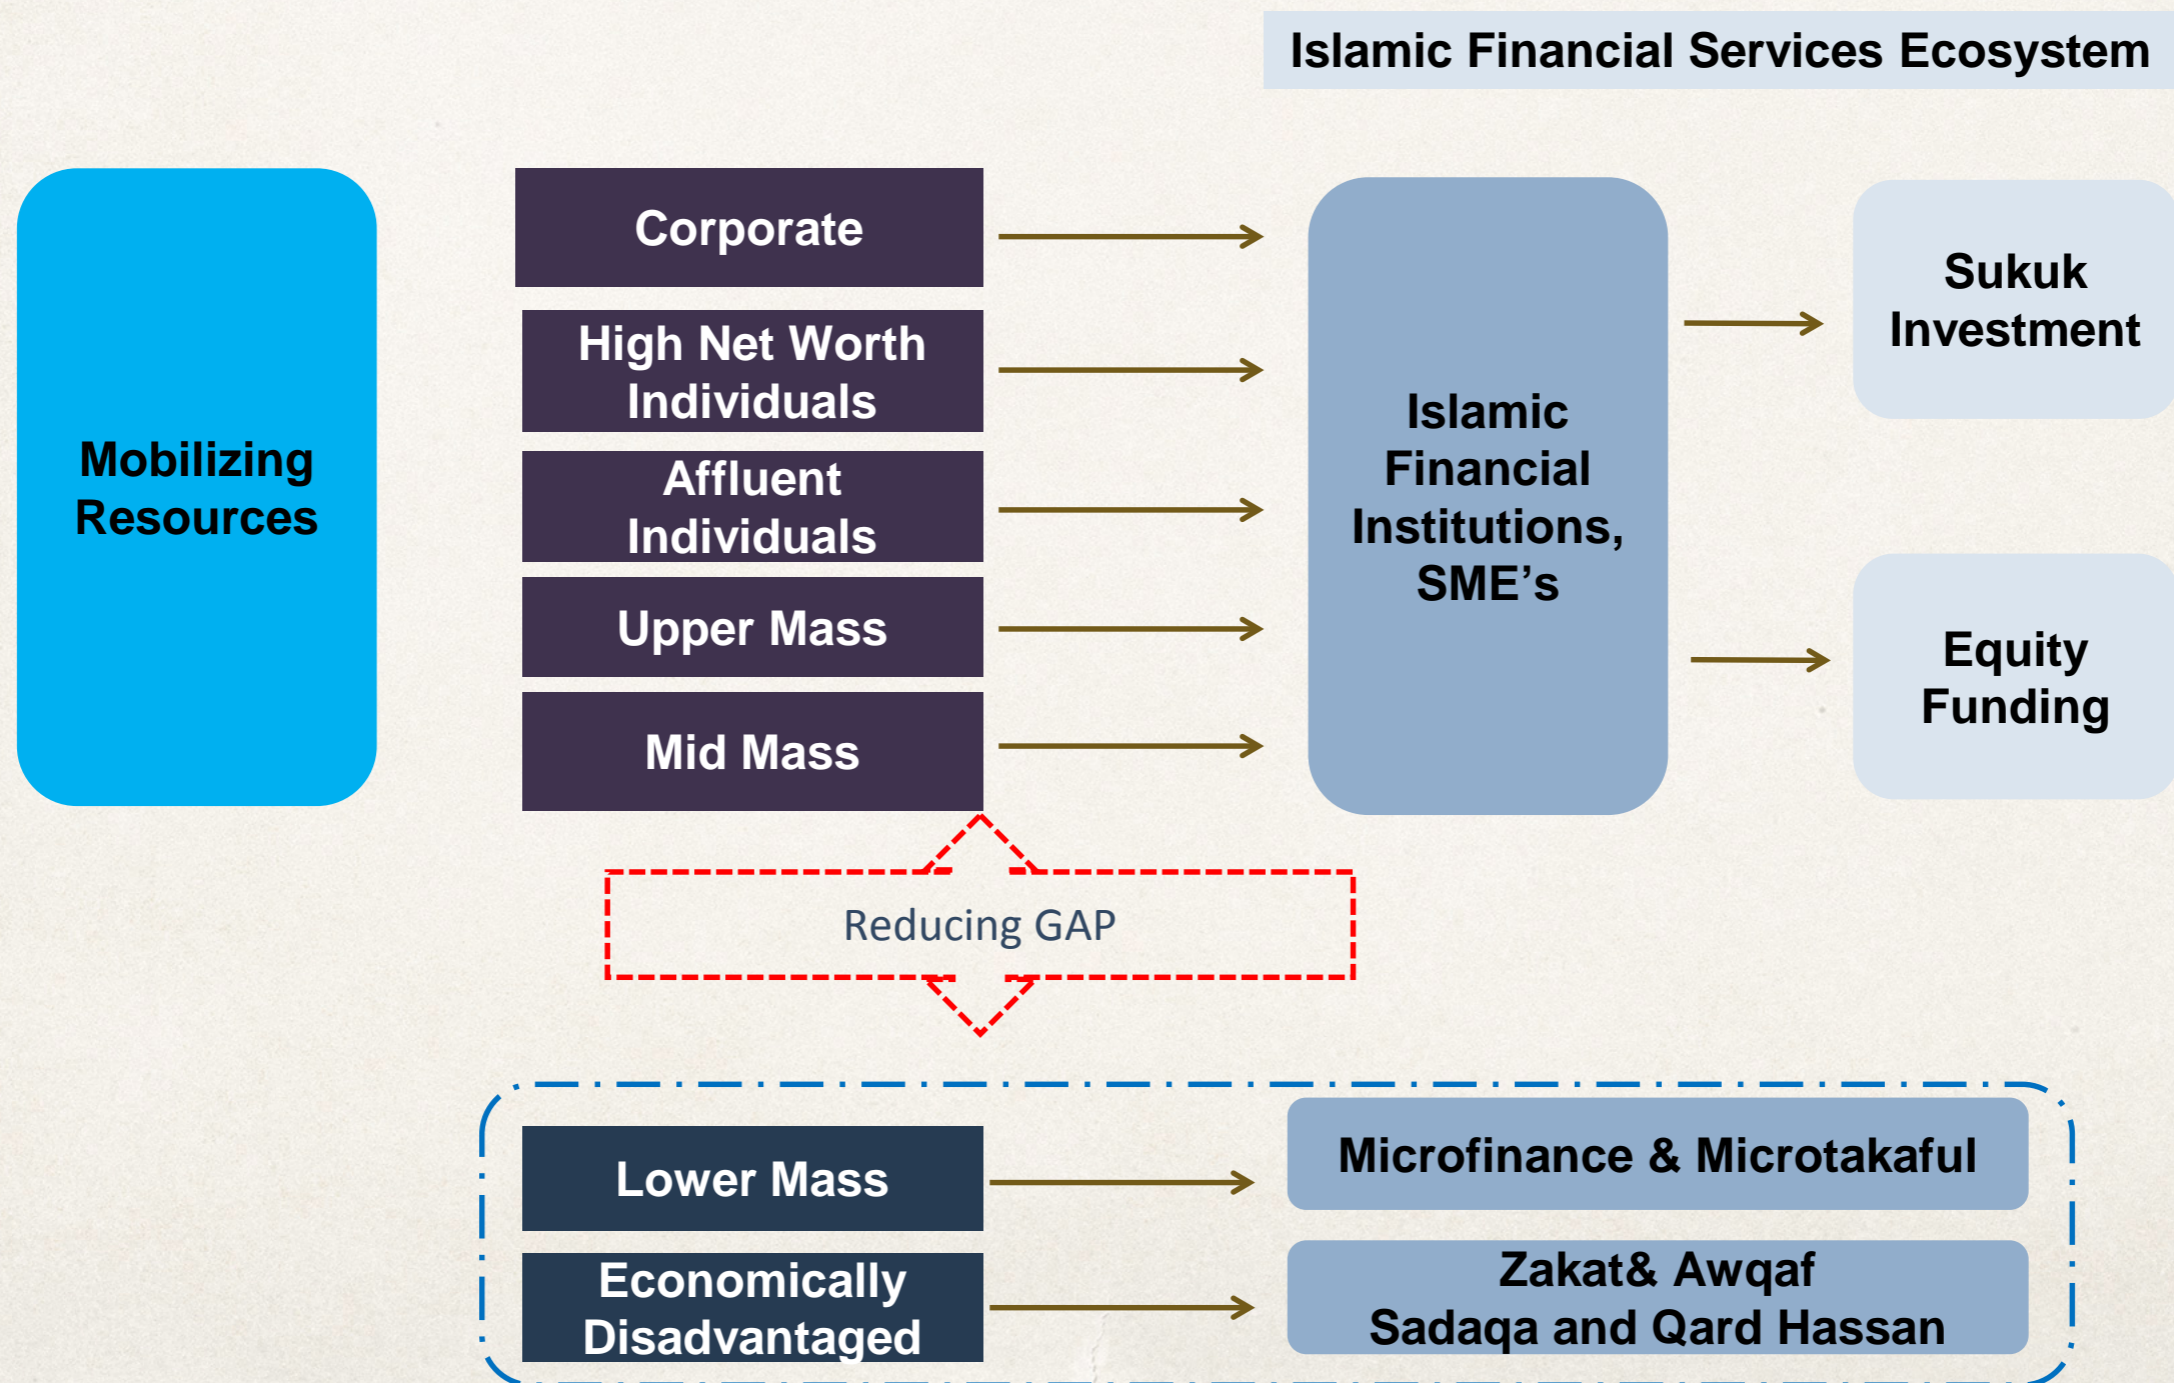 Islamic Financial Services Ecosystem
Mobilizing
Resources
Corporate
High Net Worth
Individuals
Affluent
Individuals
Upper Mass
Mid Mass
Islamic
Financial
Institutions,
SME’s
Sukuk
Investment
Equity
Funding
Reducing GAP
Lower Mass
Microfinance & Microtakaful
Economically
Disadvantaged
Zakat& Awqaf
Sadaqa and Qard Hassan